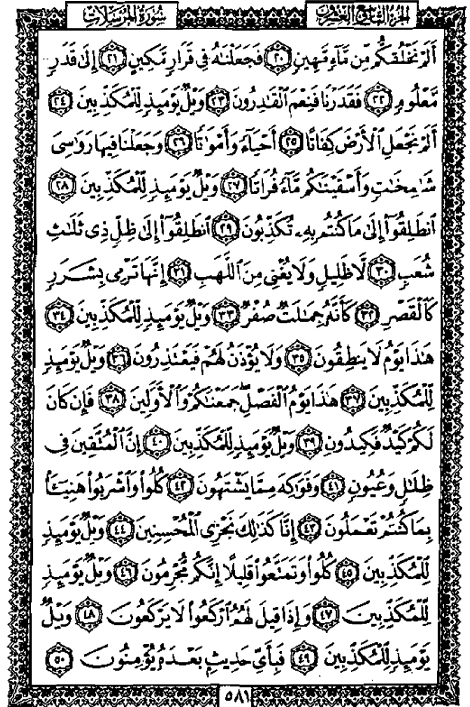 سورة المرسلات
الجزء التاسع والعشرون
أَلَمْ نَخْلُقكُّم مِّن مَّآءٍ مَّهِينٍ ٢٠ فَجَعَلْنَٰهُ فِى قَرَارٍ مَّكِينٍ ٢١ إِلَىٰ قَدَرٍ
مَّعْلُومٍ ٢٢ فَقَدَرْنَا فَنِعْمَ ٱلْقَٰدِرُونَ ٢٣ وَيْلٌ يَوْمَئِذٍ لِّلْمُكَذِّبِينَ ٢٤
أَلَمْ نَجْعَلِ ٱلْأَرْضَ كِفَاتًا ٢٥ أَحْيَآءً وَأَمْوَٰتًا ٢٦ وَجَعَلْنَا فِيهَا رَوَٰسِىَ
شَٰمِخَٰتٍ وَأَسْقَيْنَٰكُم مَّآءً فُرَاتًا ٢٧ وَيْلٌ يَوْمَئِذٍ لِّلْمُكَذِّبِينَ ٢٨
ٱنطَلِقُوٓا۟ إِلَىٰ مَا كُنتُم بِهِۦ تُكَذِّبُونَ ٢٩ ٱنطَلِقُوٓا۟ إِلَىٰ ظِلٍّ ذِى ثَلَٰثِ
شُعَبٍ ٣٠ لَّا ظَلِيلٍ وَلَا يُغْنِى مِنَ ٱللَّهَبِ ٣١ إِنَّهَا تَرْمِى بِشَرَرٍ
كَٱلْقَصْرِ ٣٢ كَأَنَّهُۥ جِمَٰلَتٌ صُفْرٌ ٣٣ وَيْلٌ يَوْمَئِذٍ لِّلْمُكَذِّبِينَ ٣٤
هَٰذَا يَوْمُ لَا يَنطِقُونَ ٣٥ وَلَا يُؤْذَنُ لَهُمْ فَيَعْتَذِرُونَ ٣٦ وَيْلٌ يَوْمَئِذٍ
لِّلْمُكَذِّبِينَ ٣٧ هَٰذَا يَوْمُ ٱلْفَصْلِ جَمَعْنَٰكُمْ وَٱلْأَوَّلِينَ ٣٨ فَإِن كَانَ
لَكُمْ كَيْدٌ فَكِيدُونِ ٣٩ وَيْلٌ يَوْمَئِذٍ لِّلْمُكَذِّبِينَ ٤٠ إِنَّ ٱلْمُتَّقِينَ فِى
ظِلَٰلٍ وَعُيُونٍ ٤١ وَفَوَٰكِهَ مِمَّا يَشْتَهُونَ ٤٢ كُلُوا۟ وَٱشْرَبُوا۟ هَنِيٓـًٔۢا
بِمَا كُنتُمْ تَعْمَلُونَ ٤٣ إِنَّا كَذَٰلِكَ نَجْزِى ٱلْمُحْسِنِينَ ٤٤ وَيْلٌ يَوْمَئِذٍ
لِّلْمُكَذِّبِينَ ٤٥ كُلُوا۟ وَتَمَتَّعُوا۟ قَلِيلًا إِنَّكُم مُّجْرِمُونَ ٤٦ وَيْلٌ يَوْمَئِذٍ
لِّلْمُكَذِّبِينَ ٤٧ وَإِذَا قِيلَ لَهُمُ ٱرْكَعُوا۟ لَا يَرْكَعُونَ ٤٨ وَيْلٌ
يَوْمَئِذٍ لِّلْمُكَذِّبِينَ ٤٩ فَبِأَىِّ حَدِيثٍۭ بَعْدَهُۥ يُؤْمِنُونَ ٥٠
٥٨١